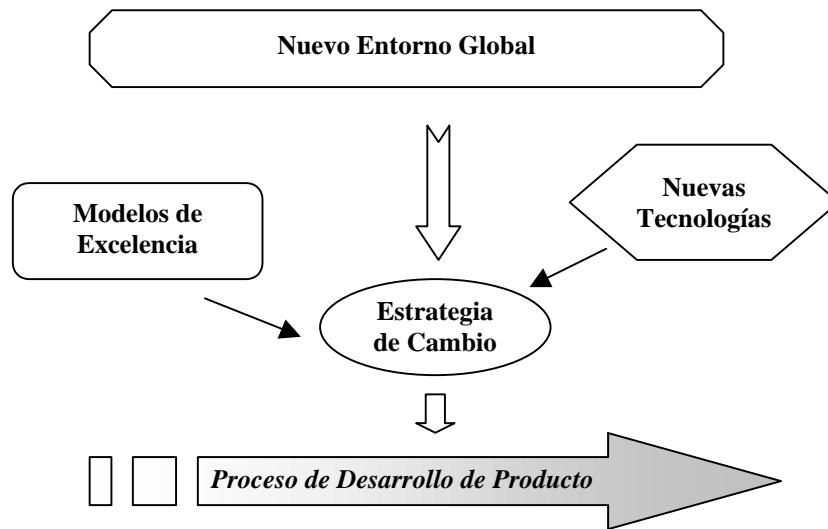 Nuevo Entorno Global
Modelos de
Excelencia
Nuevas
Tecnologías
Estrategia
de Cambio
Proceso de Desarrollo de Producto